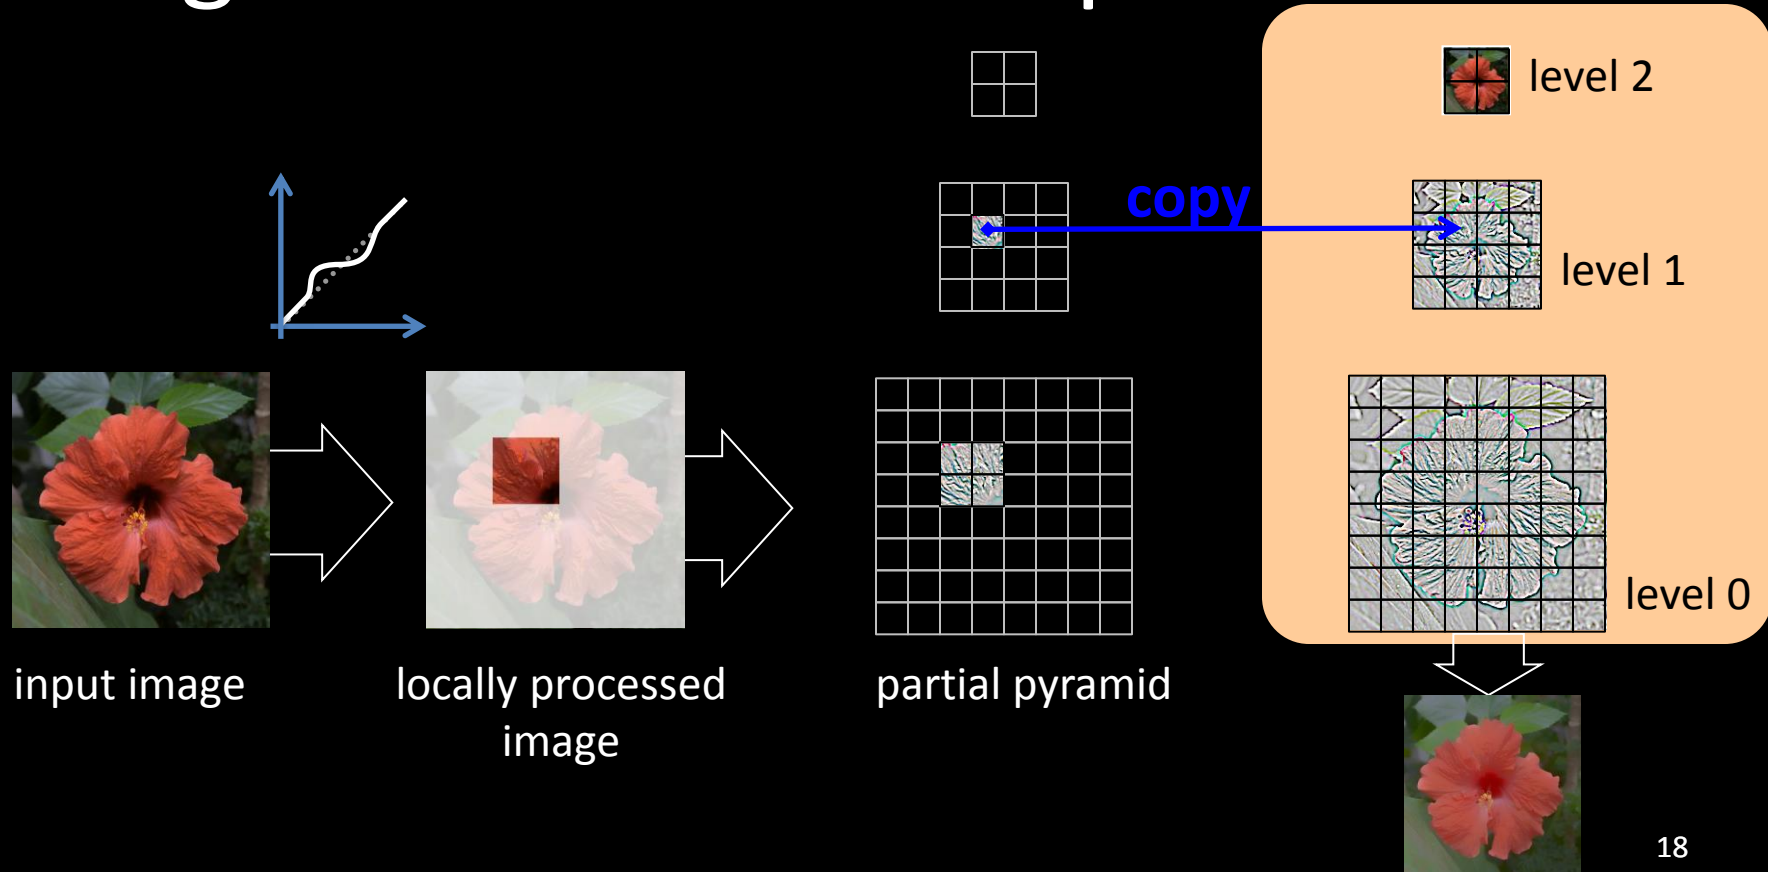 level 2
copy
level 1
level 0
input image
locally processed
image
partial pyramid
18